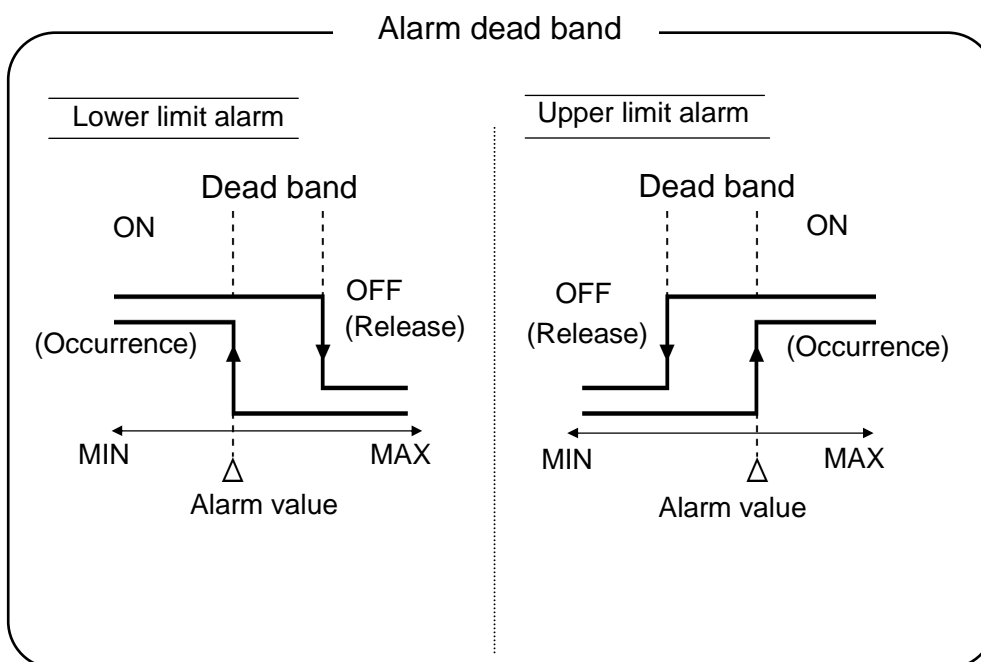 Alarm dead band
Lower limit alarm
Dead band
ON
OFF
(Release)
(Occurrence)
MIN
MAX
Alarm value
Upper limit alarm
Dead band
ON
OFF
(Release)
(Occurrence)
MIN
MAX
Alarm value